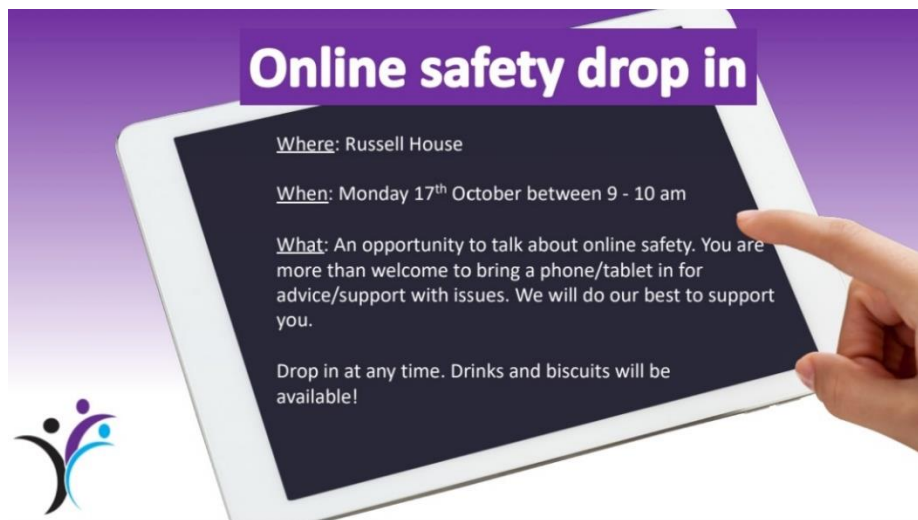 Online safety drop in
Where: Russell House
When: Monday 17th October between 9 - 10 am
What: An opportunity to talk about online safety. You are
more than welcome to bring a phone/tablet in for
advice/support with issues. We will do our best to support
you.
Drop in at any time. Drinks and biscuits will be
available!